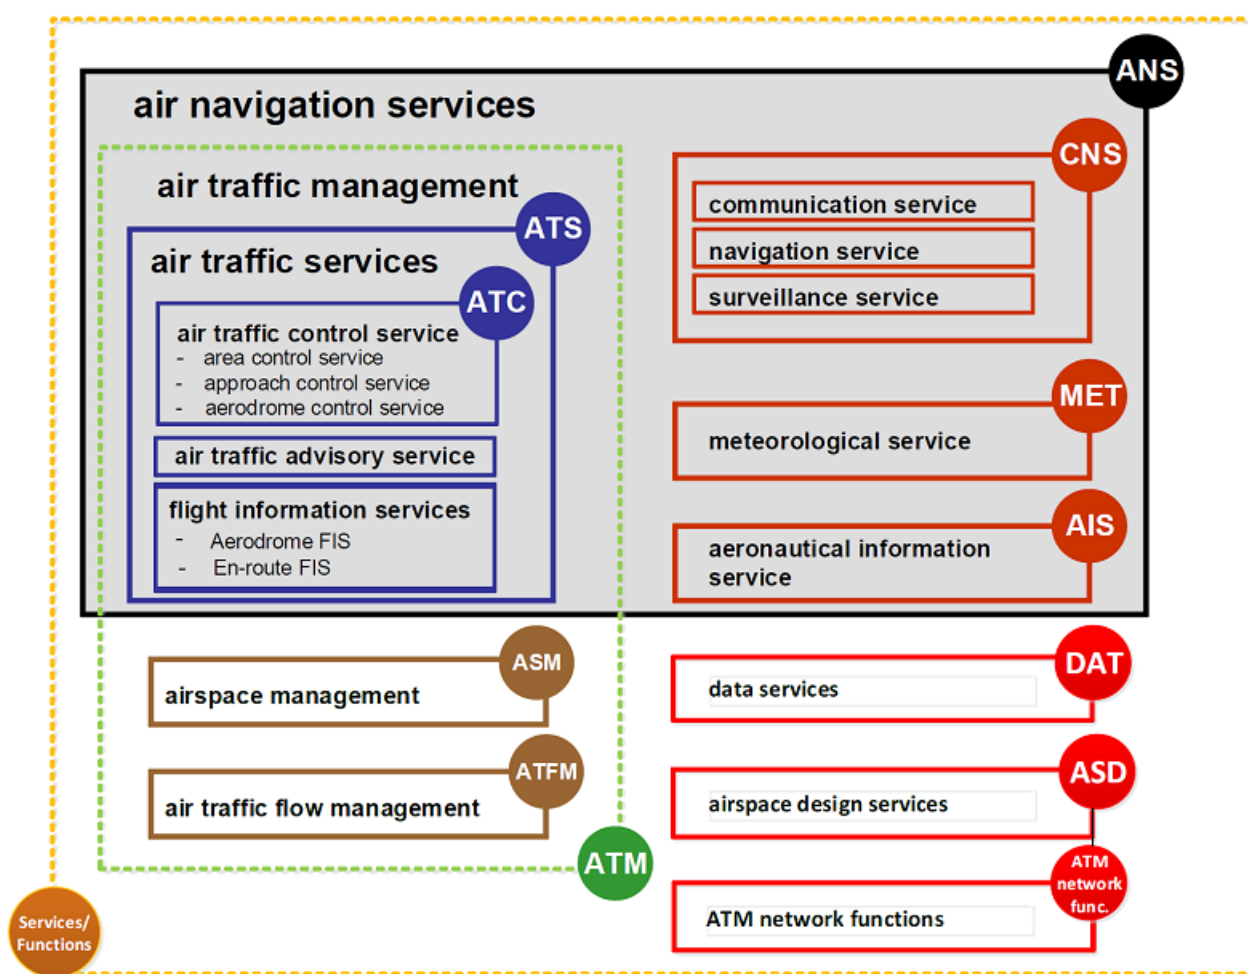 ANS
air navigation services
CNS
air traffic management
communication service
ATS
navigation service
air traffic services
surveillance service
ATC
air traffic control service
- area control service
- approach control service
- aerodrome control service
MET
meteorological service
air traffic advisory service
flight information services
- Aerodrome FIS
- En-route FIS
AIS
aeronautical information
service
ASM
airspace management
DAT
data services
ATFM
air traffic flow management
ASD
airspace design services
ATM
ATM
network
func.
ATM network functions
Services/
Functions